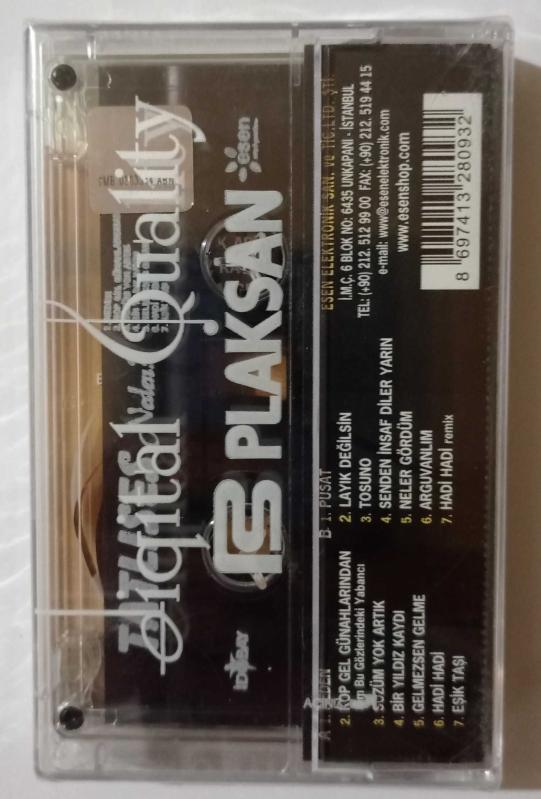 Digital Quality
PLAKSAN
esen
İDOBAY
A 1. NEDEN
2. KOP GEL GÜNAHLARINDAN
Bu Gözlerindeki Yabancı
3. SÖZÜM YOK ARTIK
4. BİR YILDIZ KAYDI
5. GELMEZSEN GELME
6. HADİ HADİ
7. EŞİK TAŞI
B 1. PUSAT
2. LAYIK DEĞİLSİN
3. TOSUNO
4. SENDEN İNSAF DİLER YARIN
5. NELER GÖRDÜM
6. ARGUVANLIM
7. HADİ HADİ remix
ESEN ELEKTRONİK SAN. ve TİC.LTD. ŞTİ.
İ.M.Ç. 6 BLOK NO: 6435 UNKAPANI - İSTANBUL
TEL: (+90) 212. 512 99 00 FAX: (+90) 212. 519 44 15
e-mail: www@esenelektronik.com
www.esenshop.com
8 697413 280932